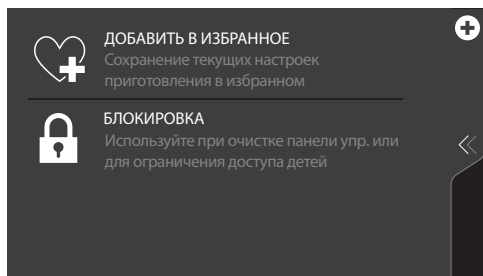 ДОБАВИТЬ В ИЗБРАННОЕ
Сохранение текущих настроек
приготовления в избранном
БЛОКИРОВКА
Используйте при очистке панели упр. или
для ограничения доступа детей